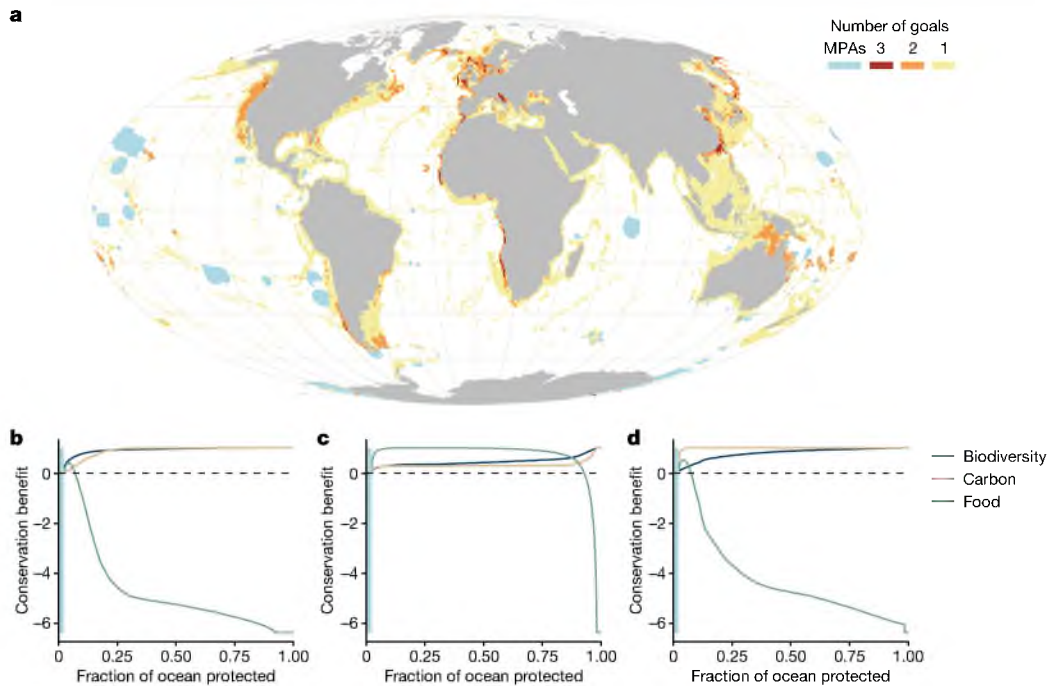 a
Number of goals
MPAs 3 2 1
b
c
d
0
−2
−4
−6
Conservation benefit
0 0.25 0.50 0.75 1.00
Fraction of ocean protected
0
−2
−4
−6
Conservation benefit
0 0.25 0.50 0.75 1.00
Fraction of ocean protected
0
−2
−4
−6
Conservation benefit
0 0.25 0.50 0.75 1.00
Fraction of ocean protected
Biodiversity
Carbon
Food